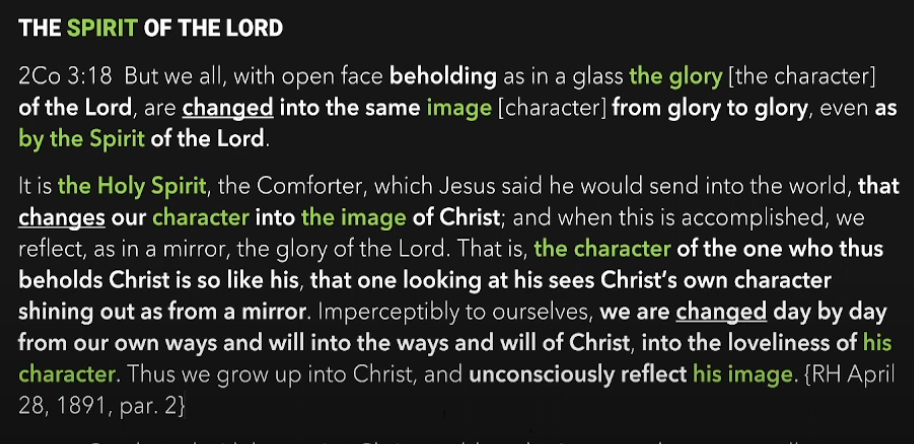 THE SPIRIT OF THE LORD
2Co 3:18 But we all, with open face beholding as in a glass the glory [the character]
of the Lord, are changed into the same image [character] from glory to glory, even as
by the Spirit of the Lord.
It is the Holy Spirit, the Comforter, which Jesus said he would send into the world, that
changes our character into the image of Christ; and when this is accomplished, we
reflect, as in a mirror, the glory of the Lord. That is, the character of the one who thus
beholds Christ is so like his, that one looking at his sees Christ's own character
shining out as from a mirror. Imperceptibly to ourselves, we are changed day by day
from our own ways and will into the ways and will of Christ, into the loveliness of his
character. Thus we grow up into Christ, and unconsciously reflect his image. {RH April
28, 1891, par. 2}